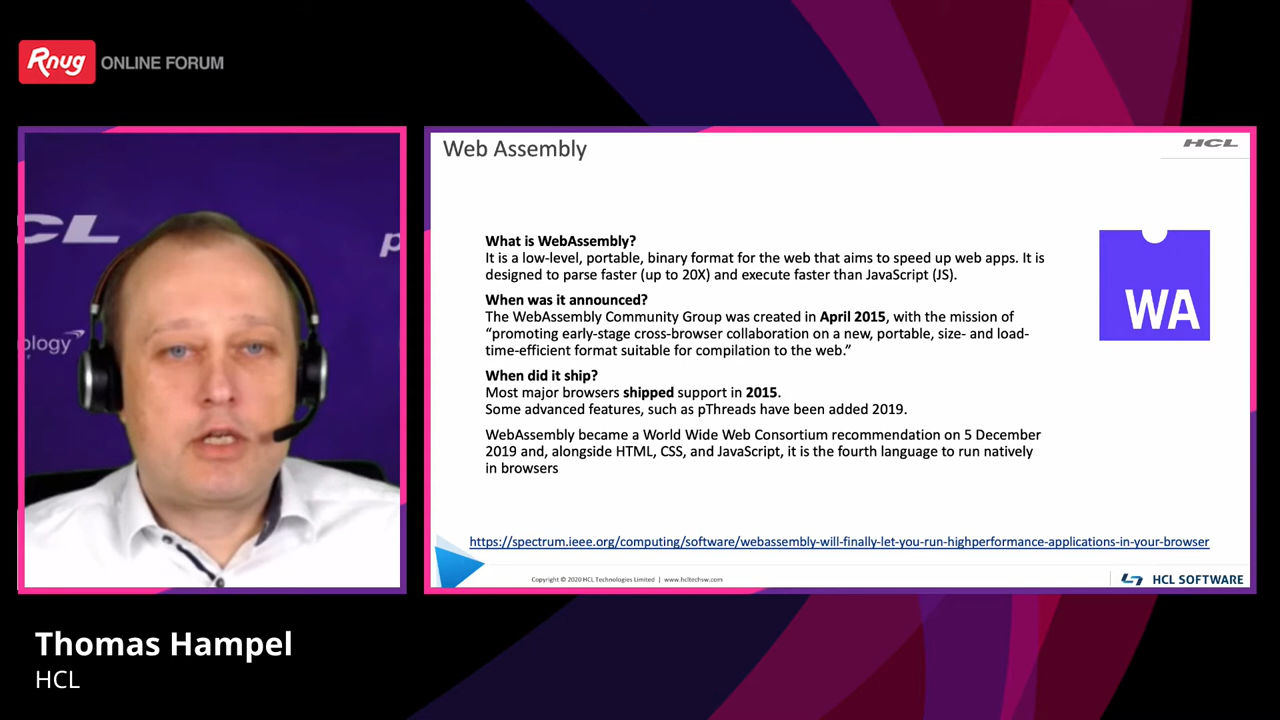 Rnug ONLINE FORUM
CL
p
ology
Web Assembly
HCL
What is WebAssembly?
It is a low-level, portable, binary format for the web that aims to speed up web apps. It is
designed to parse faster (up to 20X) and execute faster than JavaScript (JS).
When was it announced?
The WebAssembly Community Group was created in April 2015, with the mission of
“promoting early-stage cross-browser collaboration on a new, portable, size- and load-
time-efficient format suitable for compilation to the web.”
When did it ship?
Most major browsers shipped support in 2015.
Some advanced features, such as pThreads have been added 2019.
WebAssembly became a World Wide Web Consortium recommendation on 5 December
2019 and, alongside HTML, CSS, and JavaScript, it is the fourth language to run natively
in browsers
WA
https://spectrum.ieee.org/computing/software/webassembly-will-finally-let-you-run-highperformance-applications-in-your-browser
Copyright © 2020 HCL Technologies Limited | www.hcltechsw.com
HCL SOFTWARE
Thomas Hampel
HCL